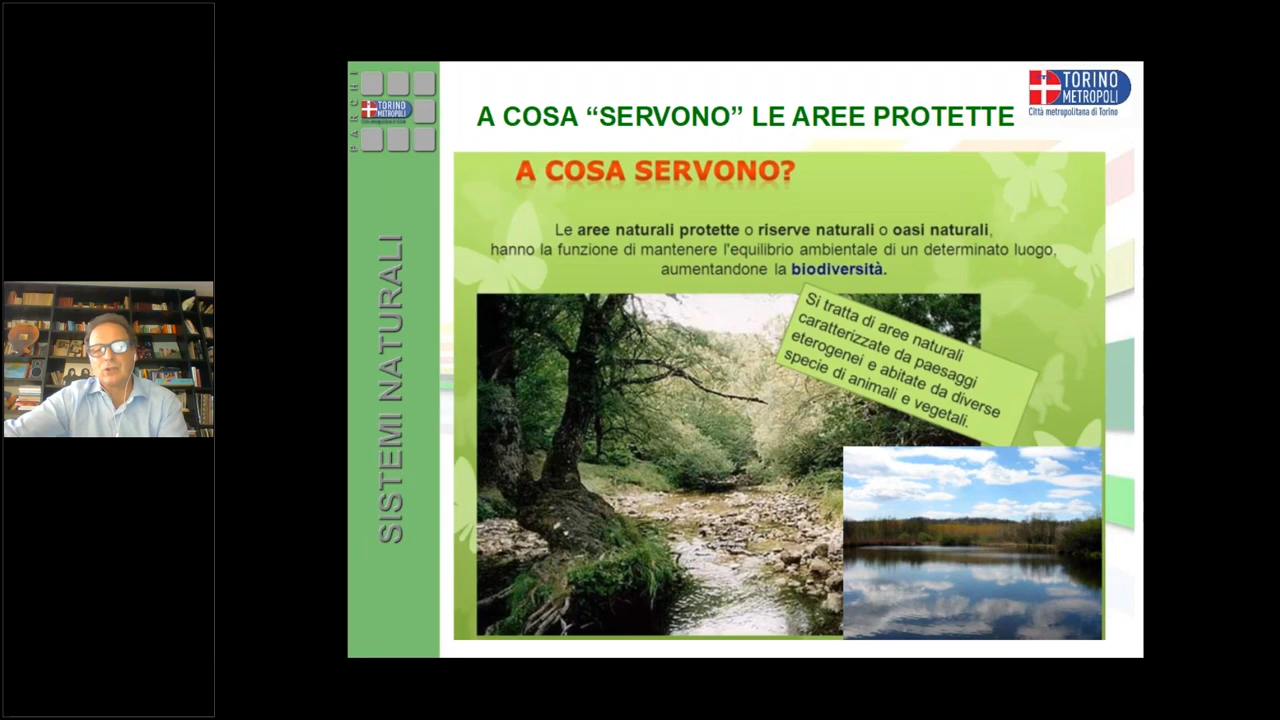 PARCHI
TORINO
METROPOLI
SISTEMI NATURALI
TORINO
METROPOLI
Città metropolitana di Torino
A COSA “SERVONO” LE AREE PROTETTE
A COSA SERVONO?
Le aree naturali protette o riserve naturali o oasi naturali,
hanno la funzione di mantenere l'equilibrio ambientale di un determinato luogo,
aumentandone la biodiversità.
Si tratta di aree naturali
caratterizzate da paesaggi
eterogenei e abitate da diverse
specie di animali e vegetali.